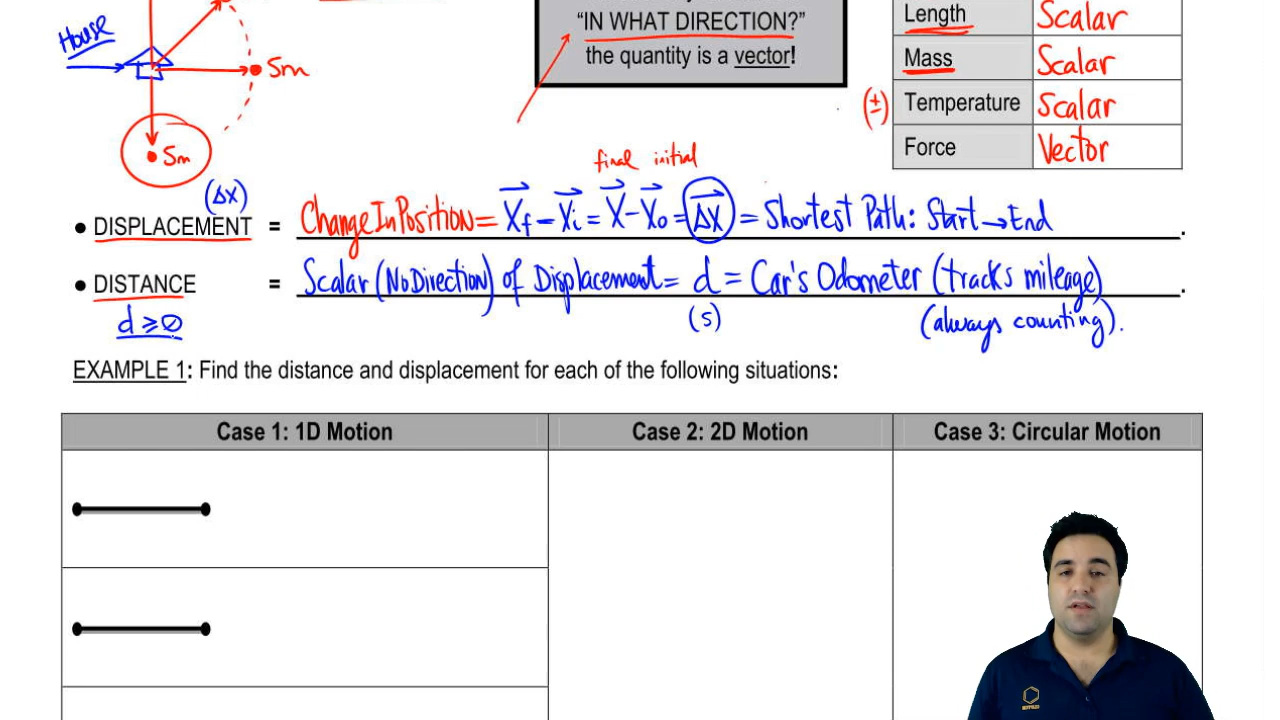 "IN WHAT DIRECTION?"
the quantity is a vector!
Length Scalar
Mass Scalar
(±) Temperature Scalar
Force Vector
House
5m
5m
final initial
(Δx)
• DISPLACEMENT = Change In Position = Xf - Xi = X - X₀ = ΔX = Shortest Path: Start → End.
• DISTANCE = Scalar (No Direction) of Displacement = d = Car's Odometer (tracks mileage).
d ≥ 0
(s)
(always counting).
EXAMPLE 1: Find the distance and displacement for each of the following situations:
Case 1: 1D Motion Case 2: 2D Motion Case 3: Circular Motion